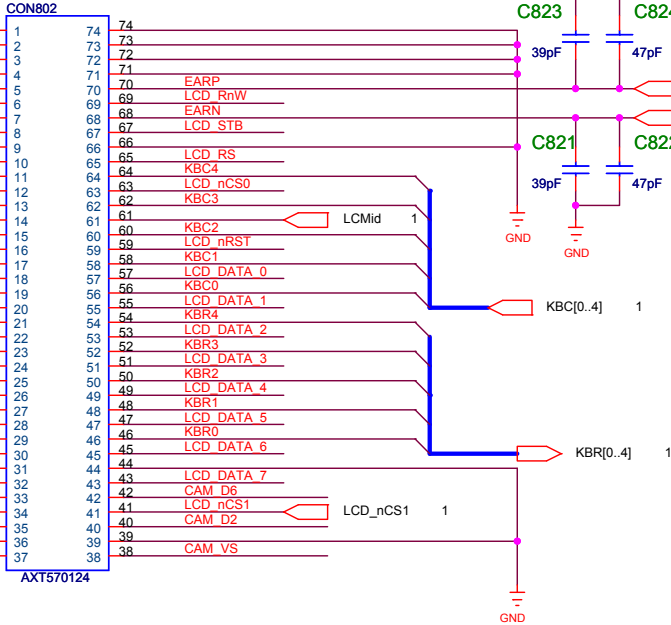 CON802
C823
C824
39pF
47pF
1 74 74
2 73 73
3 72 72
4 71 71
5 70 70 EARP
6 69 69 LCD_RnW
7 68 68 EARN
8 67 67 LCD_STB
9 66 66
10 65 65 LCD_RS
11 64 64 KBC4
12 63 63 LCD_nCS0
13 62 62 KBC3
14 61 61 LCMid 1
15 60 60 KBC2
16 59 59 LCD_nRST
17 58 58 KBC1
18 57 57 LCD_DATA_0
19 56 56 KBC0
20 55 55 LCD_DATA_1
21 54 54 KBR4
22 53 53 LCD_DATA_2
23 52 52 KBR3
24 51 51 LCD_DATA_3
25 50 50 KBR2
26 49 49 LCD_DATA_4
27 48 48 KBR1
28 47 47 LCD_DATA_5
29 46 46 KBR0
30 45 45 LCD_DATA_6
31 44 44
32 43 43 LCD_DATA_7
33 42 42 CAM_D6
34 41 41 LCD_nCS1 LCD_nCS1 1
35 40 40 CAM_D2
36 39 39
37 38 38 CAM_VS
AXT570124
C821
C822
39pF
47pF
GND
GND
KBC[0..4] 1
KBR[0..4] 1
GND